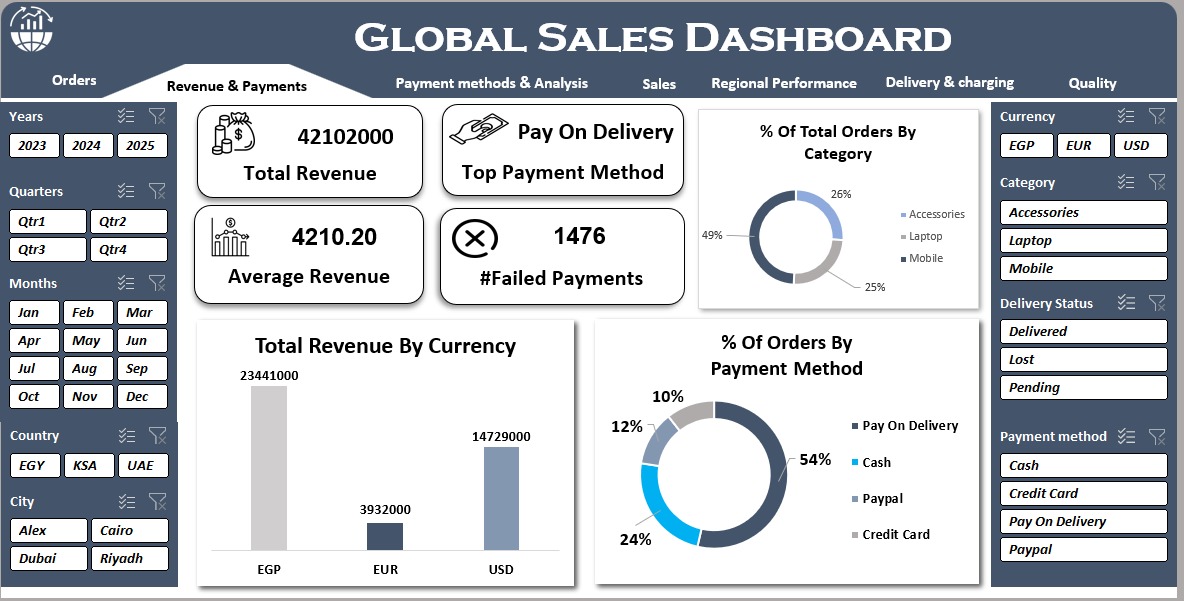 GLOBAL SALES DASHBOARD
Orders
Revenue & Payments
Payment methods & Analysis
Sales
Regional Performance
Delivery & charging
Quality
Years
2023 2024 2025
Quarters
Qtr1 Qtr2
Qtr3 Qtr4
Months
Jan Feb Mar
Apr May Jun
Jul Aug Sep
Oct Nov Dec
Country
EGY KSA UAE
City
Alex Cairo
Dubai Riyadh
42102000
Total Revenue
Pay On Delivery
Top Payment Method
4210.20
Average Revenue
1476
#Failed Payments
% Of Total Orders By
Category
26%
49%
25%
Accessories
Laptop
Mobile
Total Revenue By Currency
23441000
3932000
14729000
EGP EUR USD
% Of Orders By
Payment Method
10%
12%
54%
24%
Pay On Delivery
Cash
Paypal
Credit Card
Currency
EGP EUR USD
Category
Accessories
Laptop
Mobile
Delivery Status
Delivered
Lost
Pending
Payment method
Cash
Credit Card
Pay On Delivery
Paypal